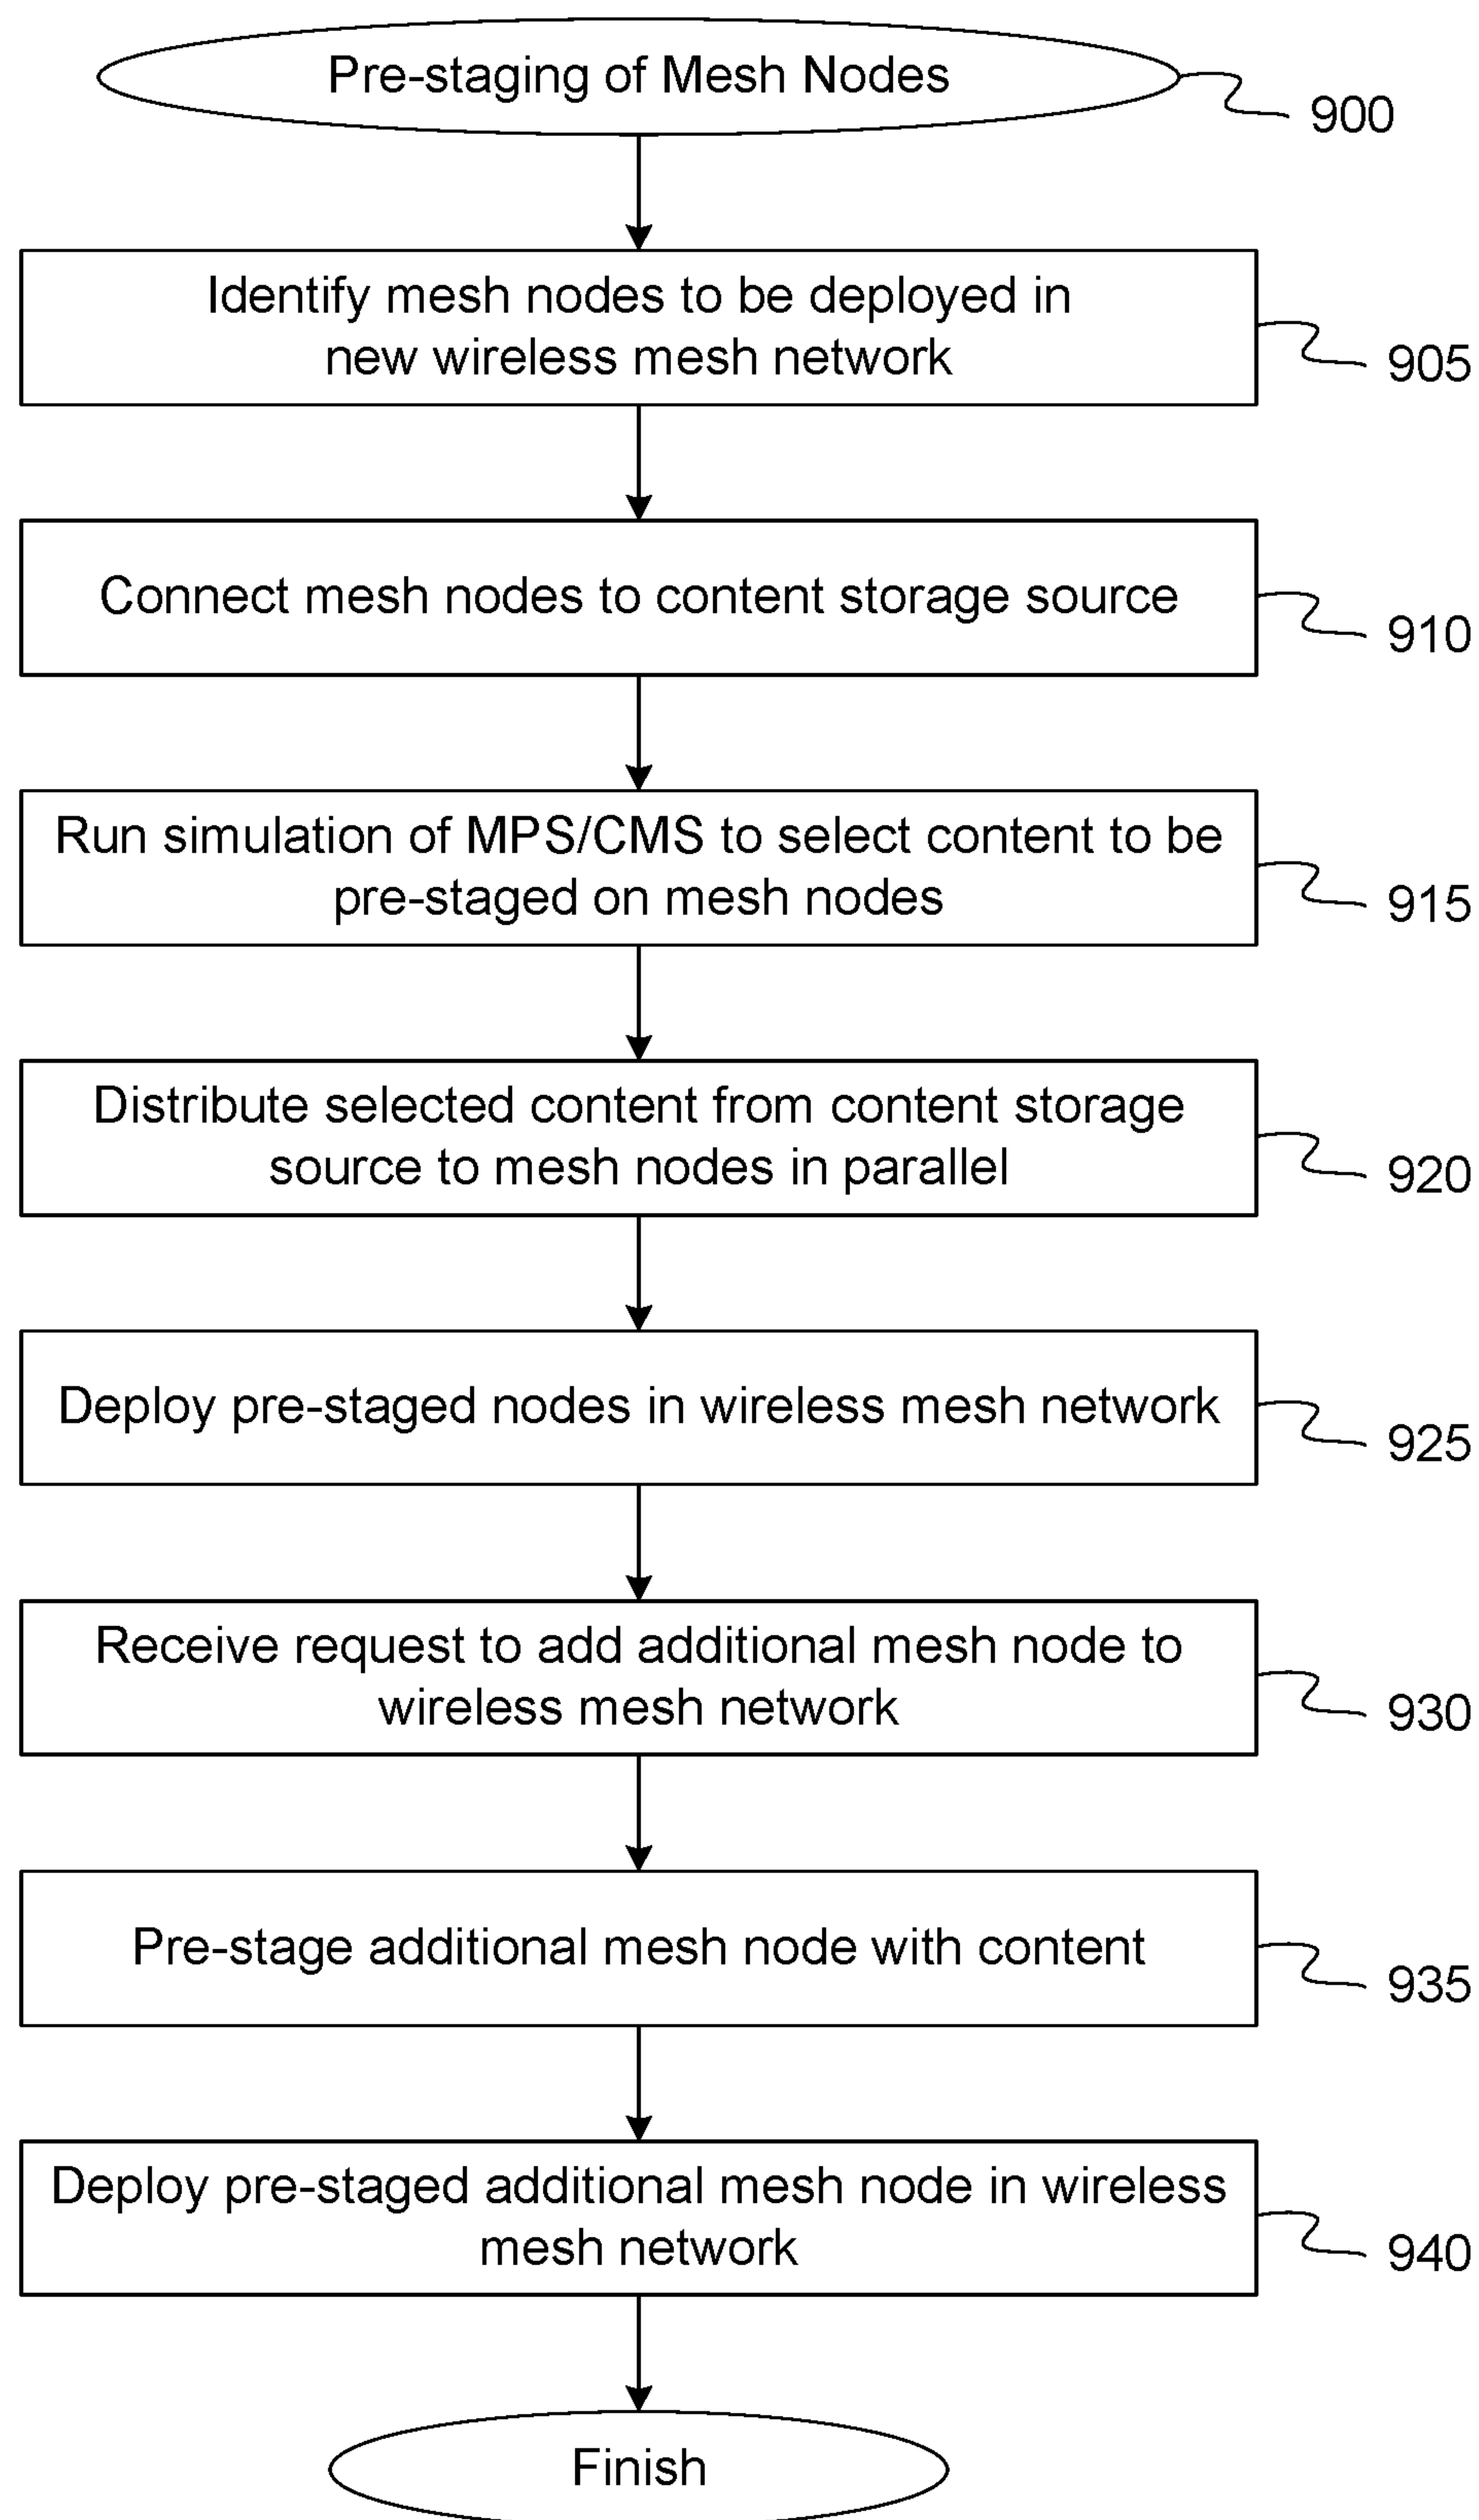 Pre-staging of Mesh Nodes
900
Identify mesh nodes to be deployed in
new wireless mesh network
905
Connect mesh nodes to content storage source
910
Run simulation of MPS/CMS to select content to be
pre-staged on mesh nodes
915
Distribute selected content from content storage
source to mesh nodes in parallel
920
Deploy pre-staged nodes in wireless mesh network
925
Receive request to add additional mesh node to
wireless mesh network
930
Pre-stage additional mesh node with content
935
Deploy pre-staged additional mesh node in wireless
mesh network
940
Finish